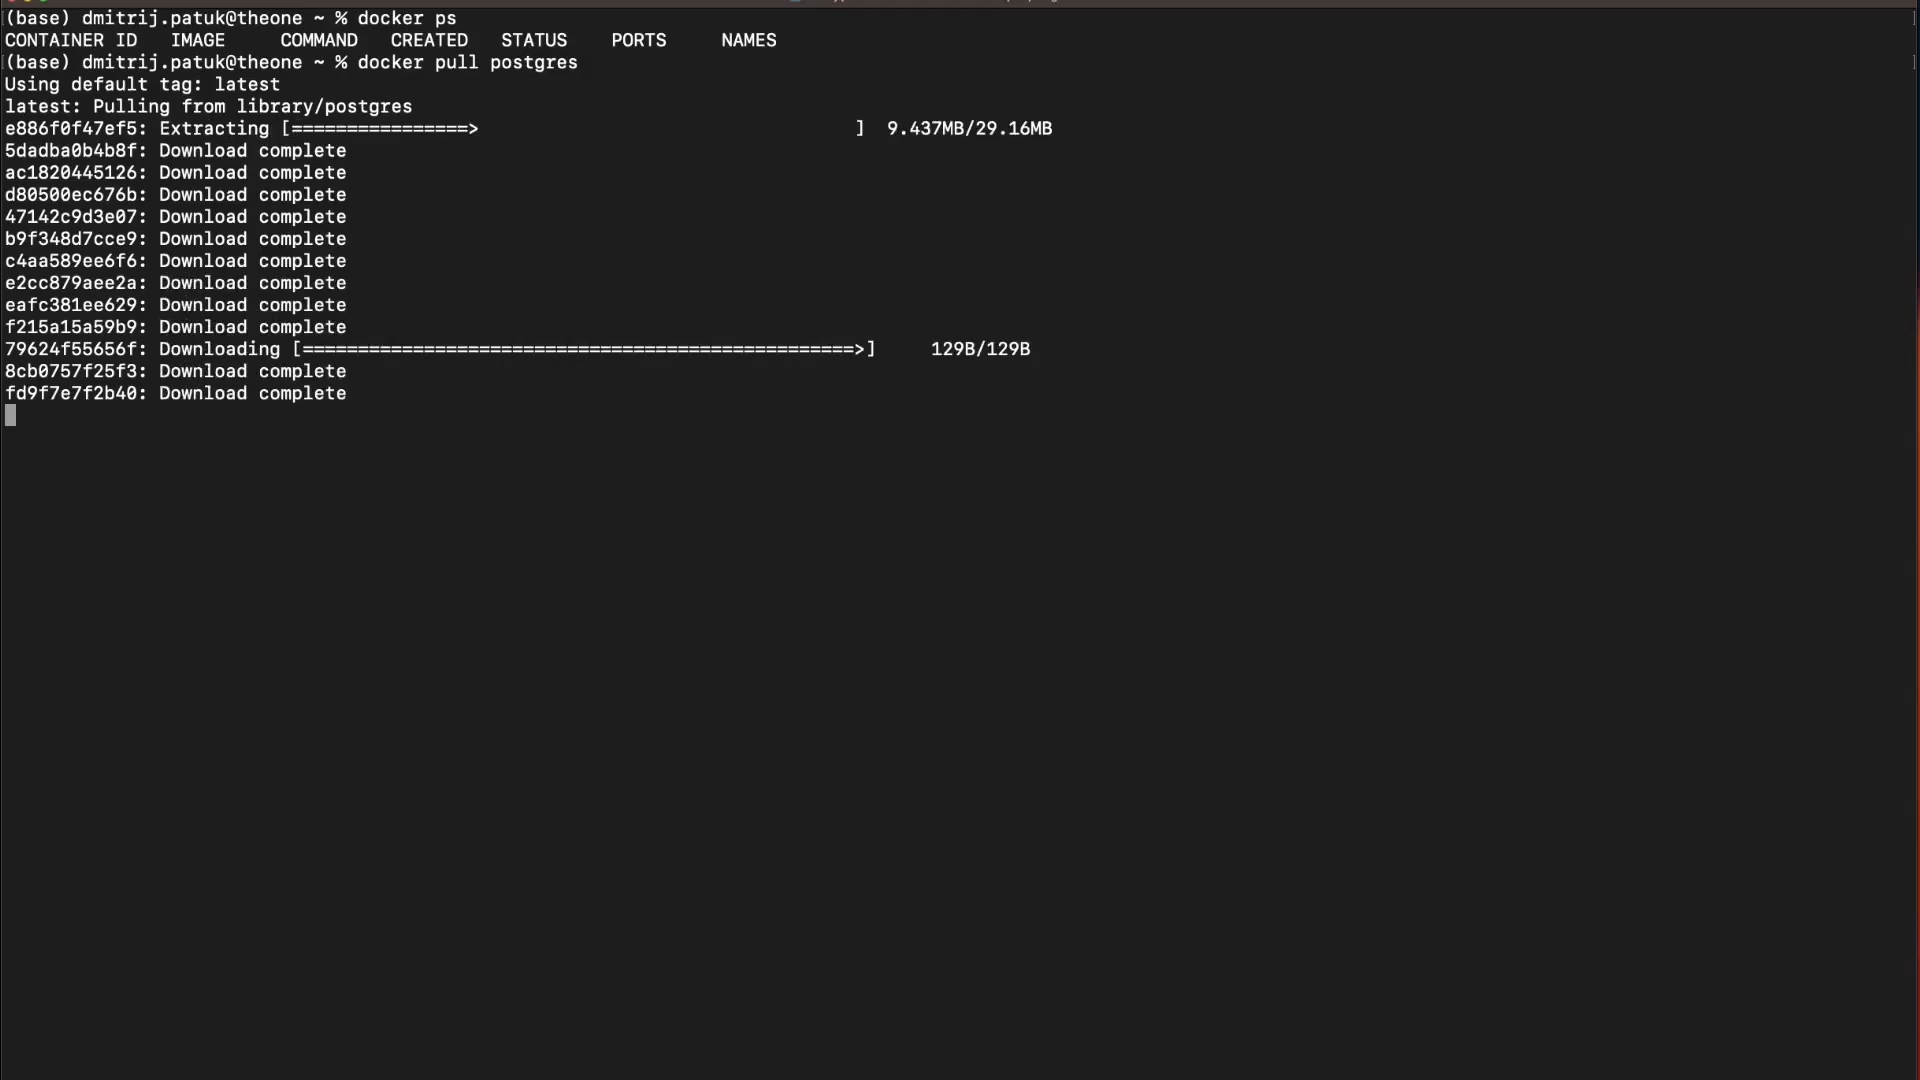 (base) dmitrij.patuk@theone ~ % docker ps
CONTAINER ID   IMAGE     COMMAND   CREATED   STATUS    PORTS     NAMES
(base) dmitrij.patuk@theone ~ % docker pull postgres
Using default tag: latest
latest: Pulling from library/postgres
e886f0f47ef5: Extracting [================>                                  ]  9.437MB/29.16MB
5dadba0b4b8f: Download complete
ac1820445126: Download complete
d80500ec676b: Download complete
47142c9d3e07: Download complete
b9f348d7cce9: Download complete
c4aa589ee6f6: Download complete
e2cc879aee2a: Download complete
eafc381ee629: Download complete
f215a15a59b9: Download complete
79624f55656f: Downloading [==================================================>]     129B/129B
8cb0757f25f3: Download complete
fd9f7e7f2b40: Download complete